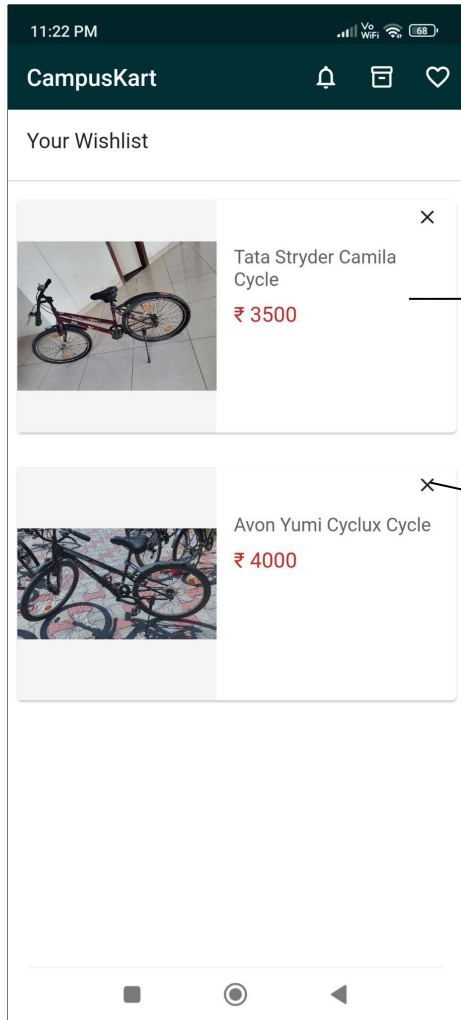 11:22 PM Vo WiFi 68
CampusKart
Your Wishlist
Tata Stryder Camila
Cycle
₹ 3500
Avon Yumi Cyclux Cycle
₹ 4000